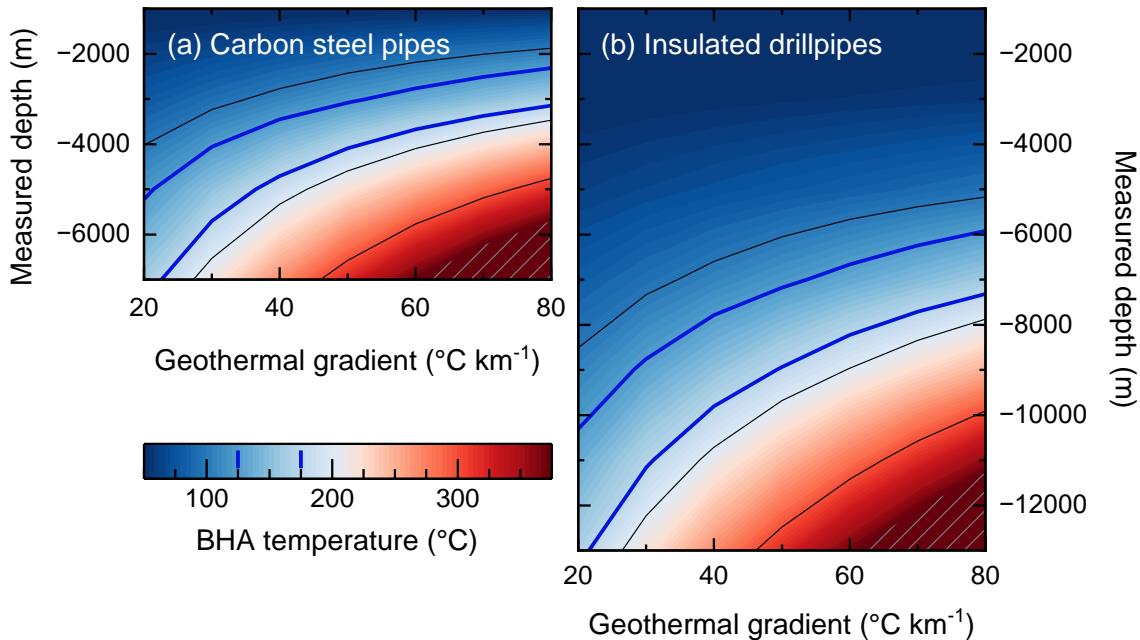 (a) Carbon steel pipes
Measured depth (m)
−2000
−4000
−6000
20
40
60
80
Geothermal gradient (°C km⁻¹)
100
200
300
BHA temperature (°C)
(b) Insulated drillpipes
−2000
−4000
−6000
−8000
−10000
−12000
Measured depth (m)
20
40
60
80
Geothermal gradient (°C km⁻¹)